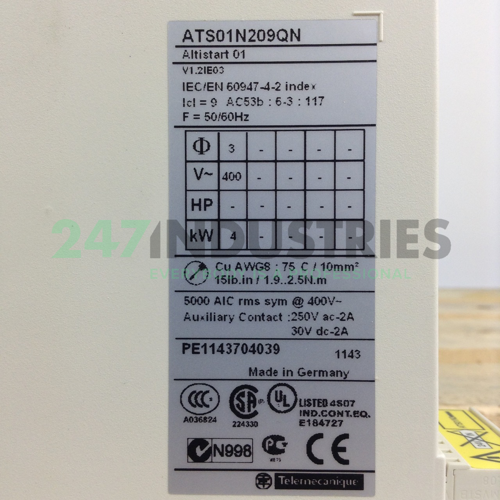 ATS01N209QN
Altistart 01
V1.2IE03
IEC/EN 60947-4-2 index
Icl = 9 AC53b : 6-3 : 117
F = 50/60Hz
Φ 3 - - - -
V~ 400 - - - -
HP - - - - -
kW 4 - - - -
247INDUSTRIES
Cu AWG8 : 75 C / 10mm²
15lb.in / 1.9..2.5N.m
5000 AIC rms sym @ 400V~
Auxiliary Contact :250V ac-2A
30V dc-2A
PE1143704039 1143
Made in Germany
CCC
A036824
SA
224330
UL
LISTED 4S07
IND.CONT.EQ.
E184727
N998
CE
Telemecanique